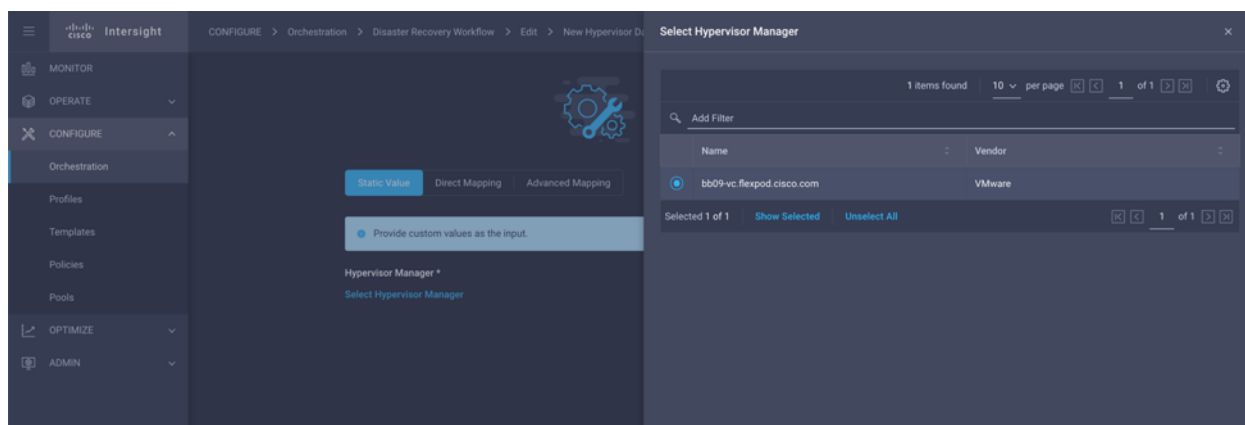 cisco Intersight
CONFIGURE > Orchestration > Disaster Recovery Workflow > Edit > New Hypervisor Da
Select Hypervisor Manager
MONITOR
OPERATE
CONFIGURE
Orchestration
Profiles
Templates
Policies
Pools
OPTIMIZE
ADMIN
Static Value Direct Mapping Advanced Mapping
Provide custom values as the input.
Hypervisor Manager *
Select Hypervisor Manager
1 items found 10 per page 1 of 1
Add Filter
Name Vendor
bb09-vc.flexpod.cisco.com VMware
Selected 1 of 1 Show Selected Unselect All 1 of 1